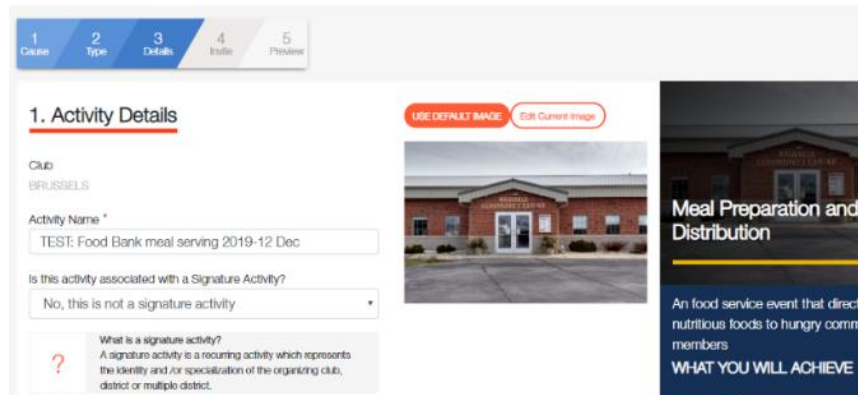 1 2 3 4 5
Cause Type Details Invite Preview
1. Activity Details
USE DEFAULT IMAGE Edit Current Image
Club
BRUSSELS
Activity Name *
TEST: Food Bank meal serving 2019-12 Dec
Is this activity associated with a Signature Activity?
No, this is not a signature activity
? What is a signature activity?
A signature activity is a recurring activity which represents
the identity and /or specialization of the organizing club,
district or multiple district.
COMMUNITY CENTER
Meal Preparation and
Distribution
An food service event that direct
nutritious foods to hungry comm
members
WHAT YOU WILL ACHIEVE